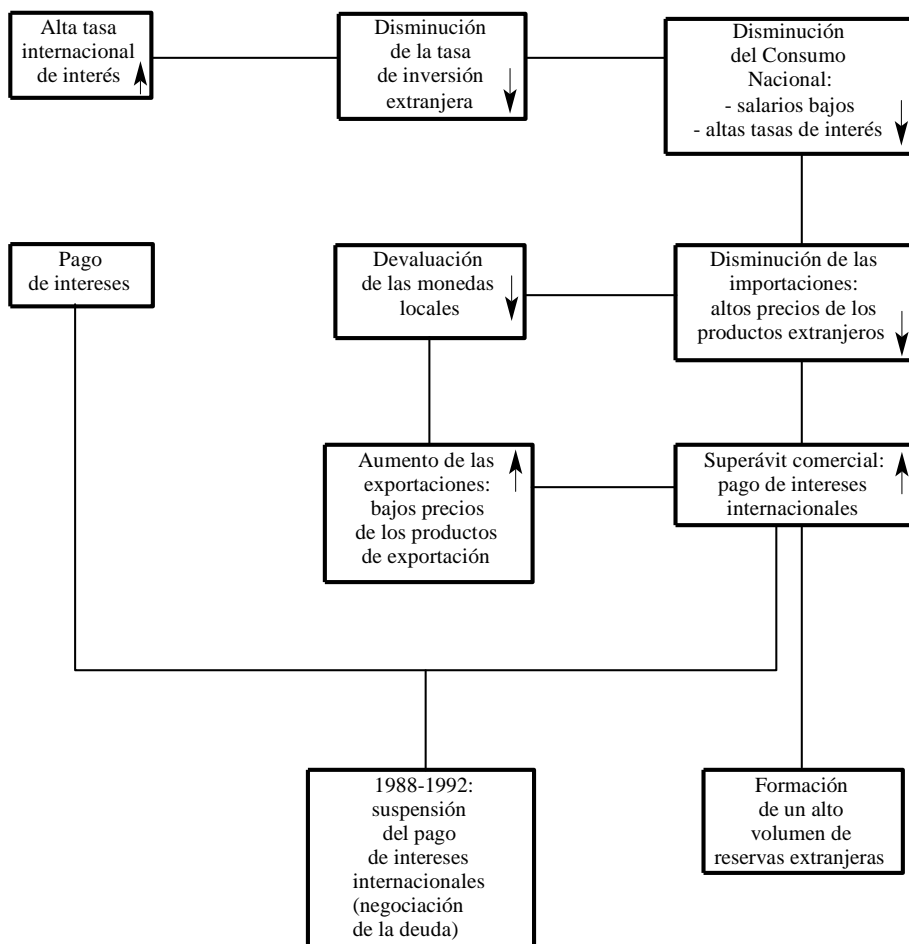 Alta tasa
internacional
de interés
Disminución
de la tasa
de inversión
extranjera
Disminución
del Consumo
Nacional:
- salarios bajos
- altas tasas de interés
Pago
de intereses
Devaluación
de las monedas
locales
Disminución de las
importaciones:
altos precios de los
productos extranjeros
Aumento de las
exportaciones:
bajos precios
de los productos
de exportación
Superávit comercial:
pago de intereses
internacionales
1988-1992:
suspensión
del pago
de intereses
internacionales
(negociación
de la deuda)
Formación
de un alto
volumen de
reservas extranjeras